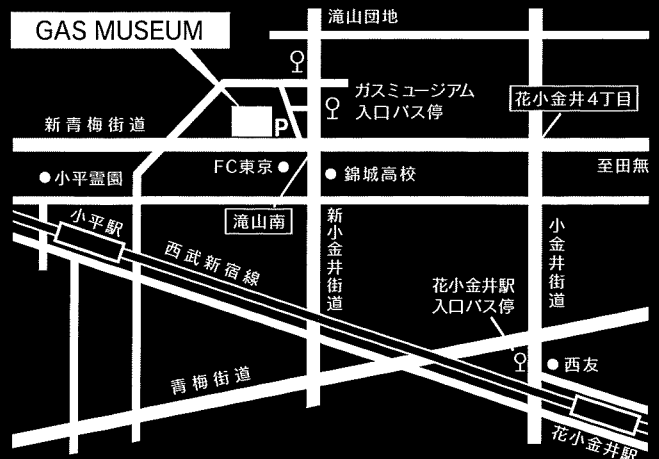 滝山団地
GAS MUSEUM
ガスミュージアム
入口バス停
花小金井4丁目
新青梅街道
P
FC東京
錦城高校
至田無
小平霊園
滝山南
小平駅
西武新宿線
新小金井街道
小金井街道
花小金井駅
入口バス停
西友
青梅街道
花小金井駅